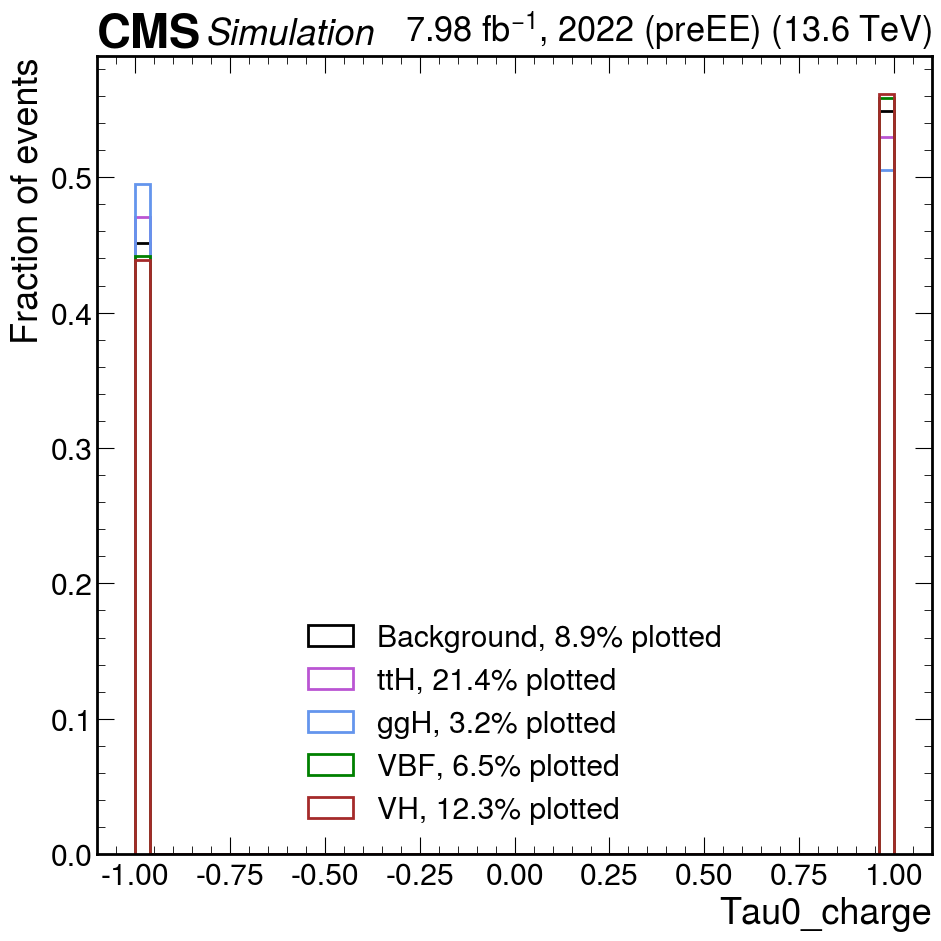 CMS Simulation 7.98 fb⁻¹, 2022 (preEE) (13.6 TeV)
Fraction of events
0.5
0.4
0.3
0.2
0.1
0.0
Background, 8.9% plotted
ttH, 21.4% plotted
ggH, 3.2% plotted
VBF, 6.5% plotted
VH, 12.3% plotted
-1.00 -0.75 -0.50 -0.25 0.00 0.25 0.50 0.75 1.00
Tau0_charge